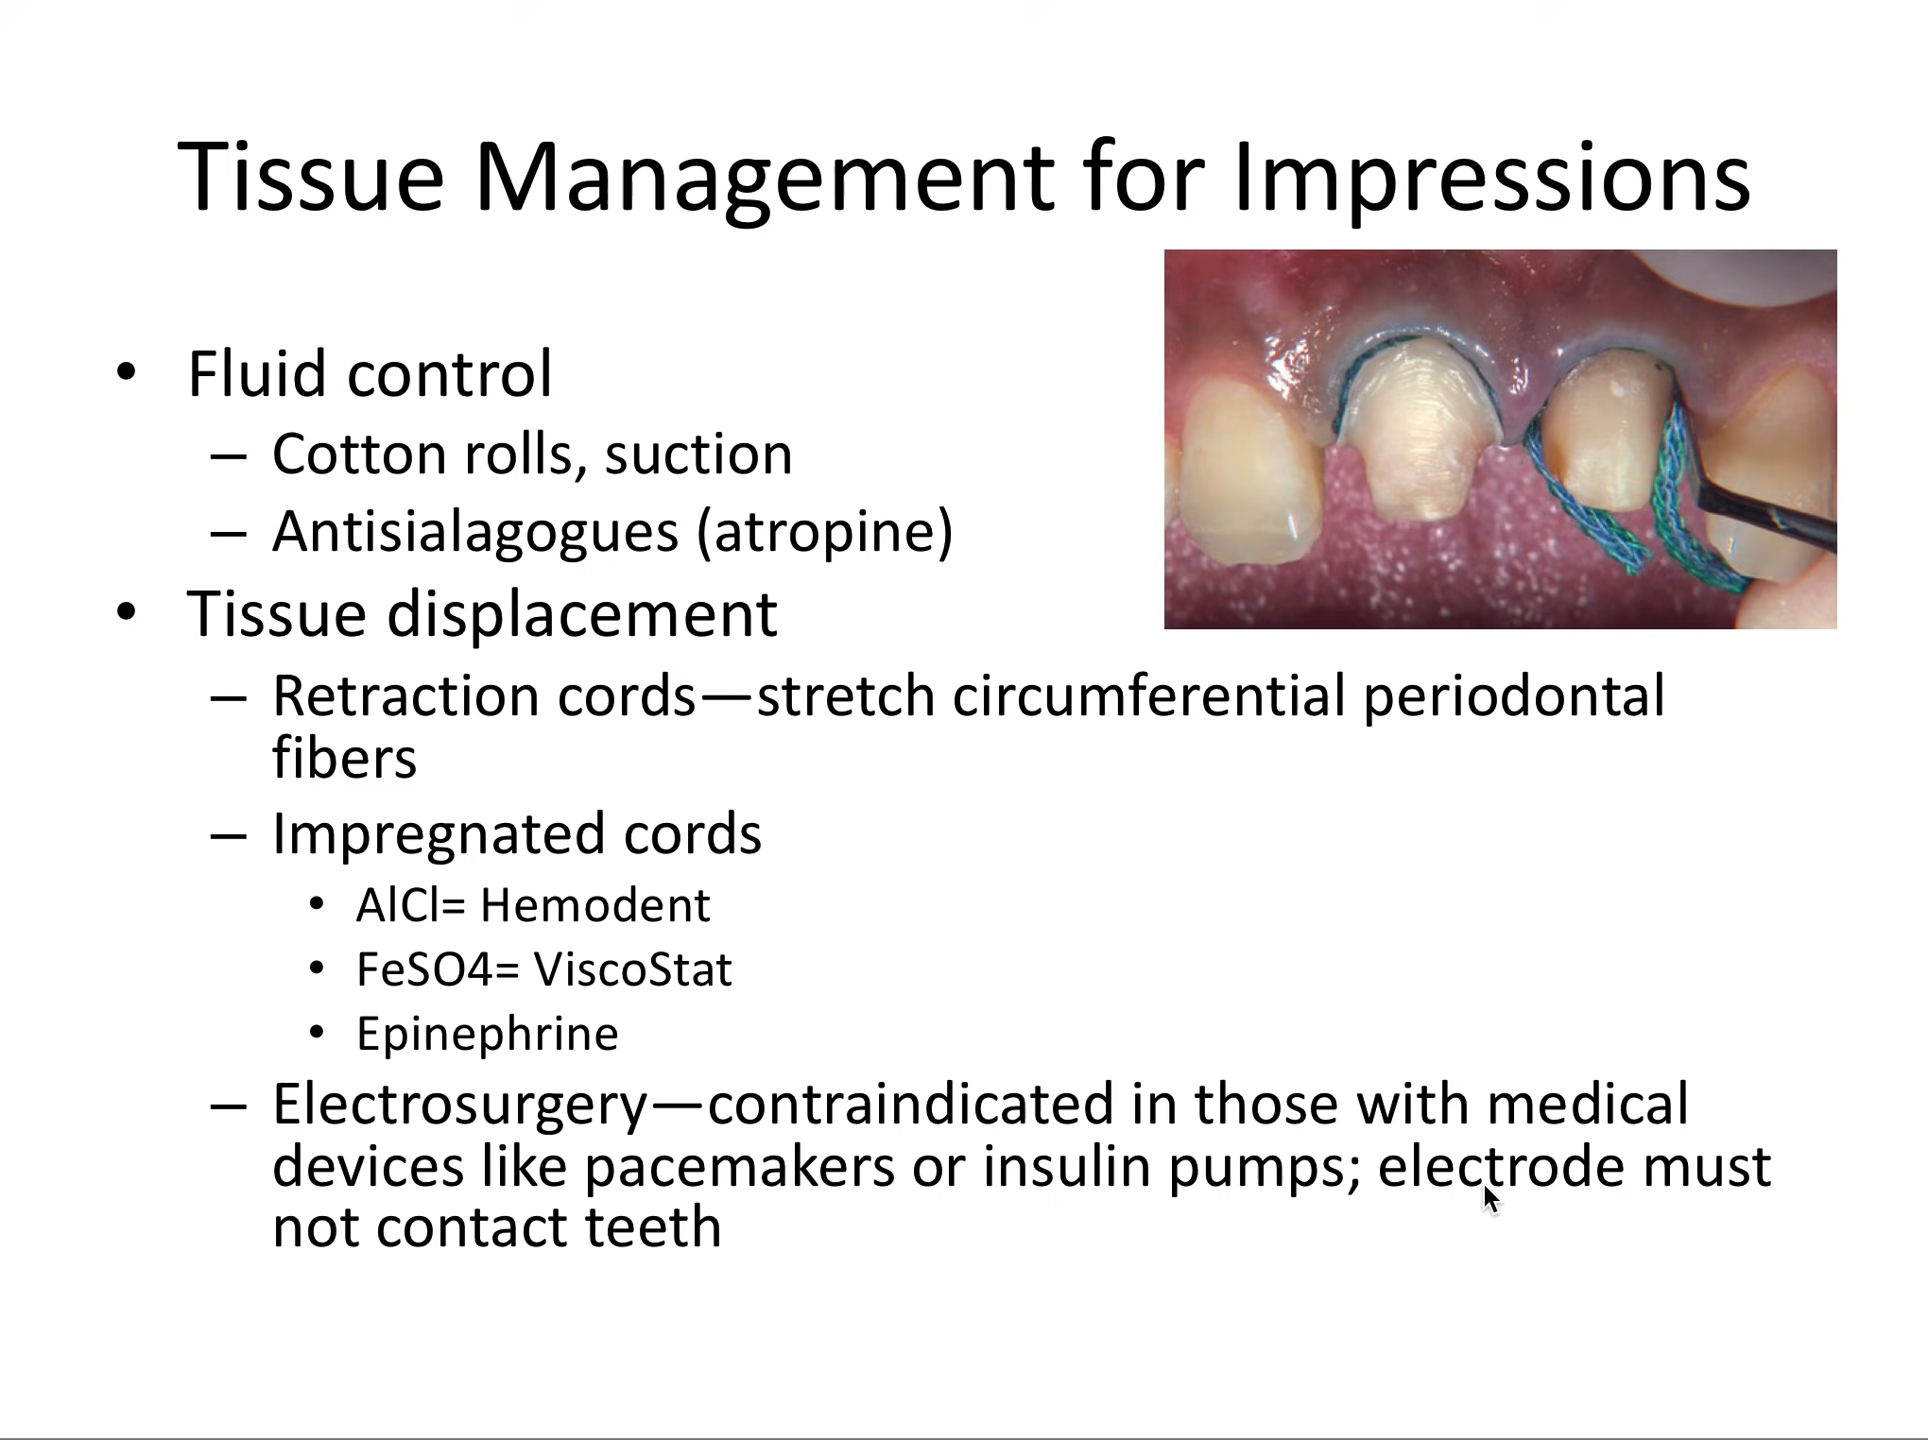 Tissue Management for Impressions
• Fluid control
– Cotton rolls, suction
– Antisialagogues (atropine)
• Tissue displacement
– Retraction cords—stretch circumferential periodontal
fibers
– Impregnated cords
• AlCl= Hemodent
• FeSO4= ViscoStat
• Epinephrine
– Electrosurgery—contraindicated in those with medical
devices like pacemakers or insulin pumps; electrode must
not contact teeth